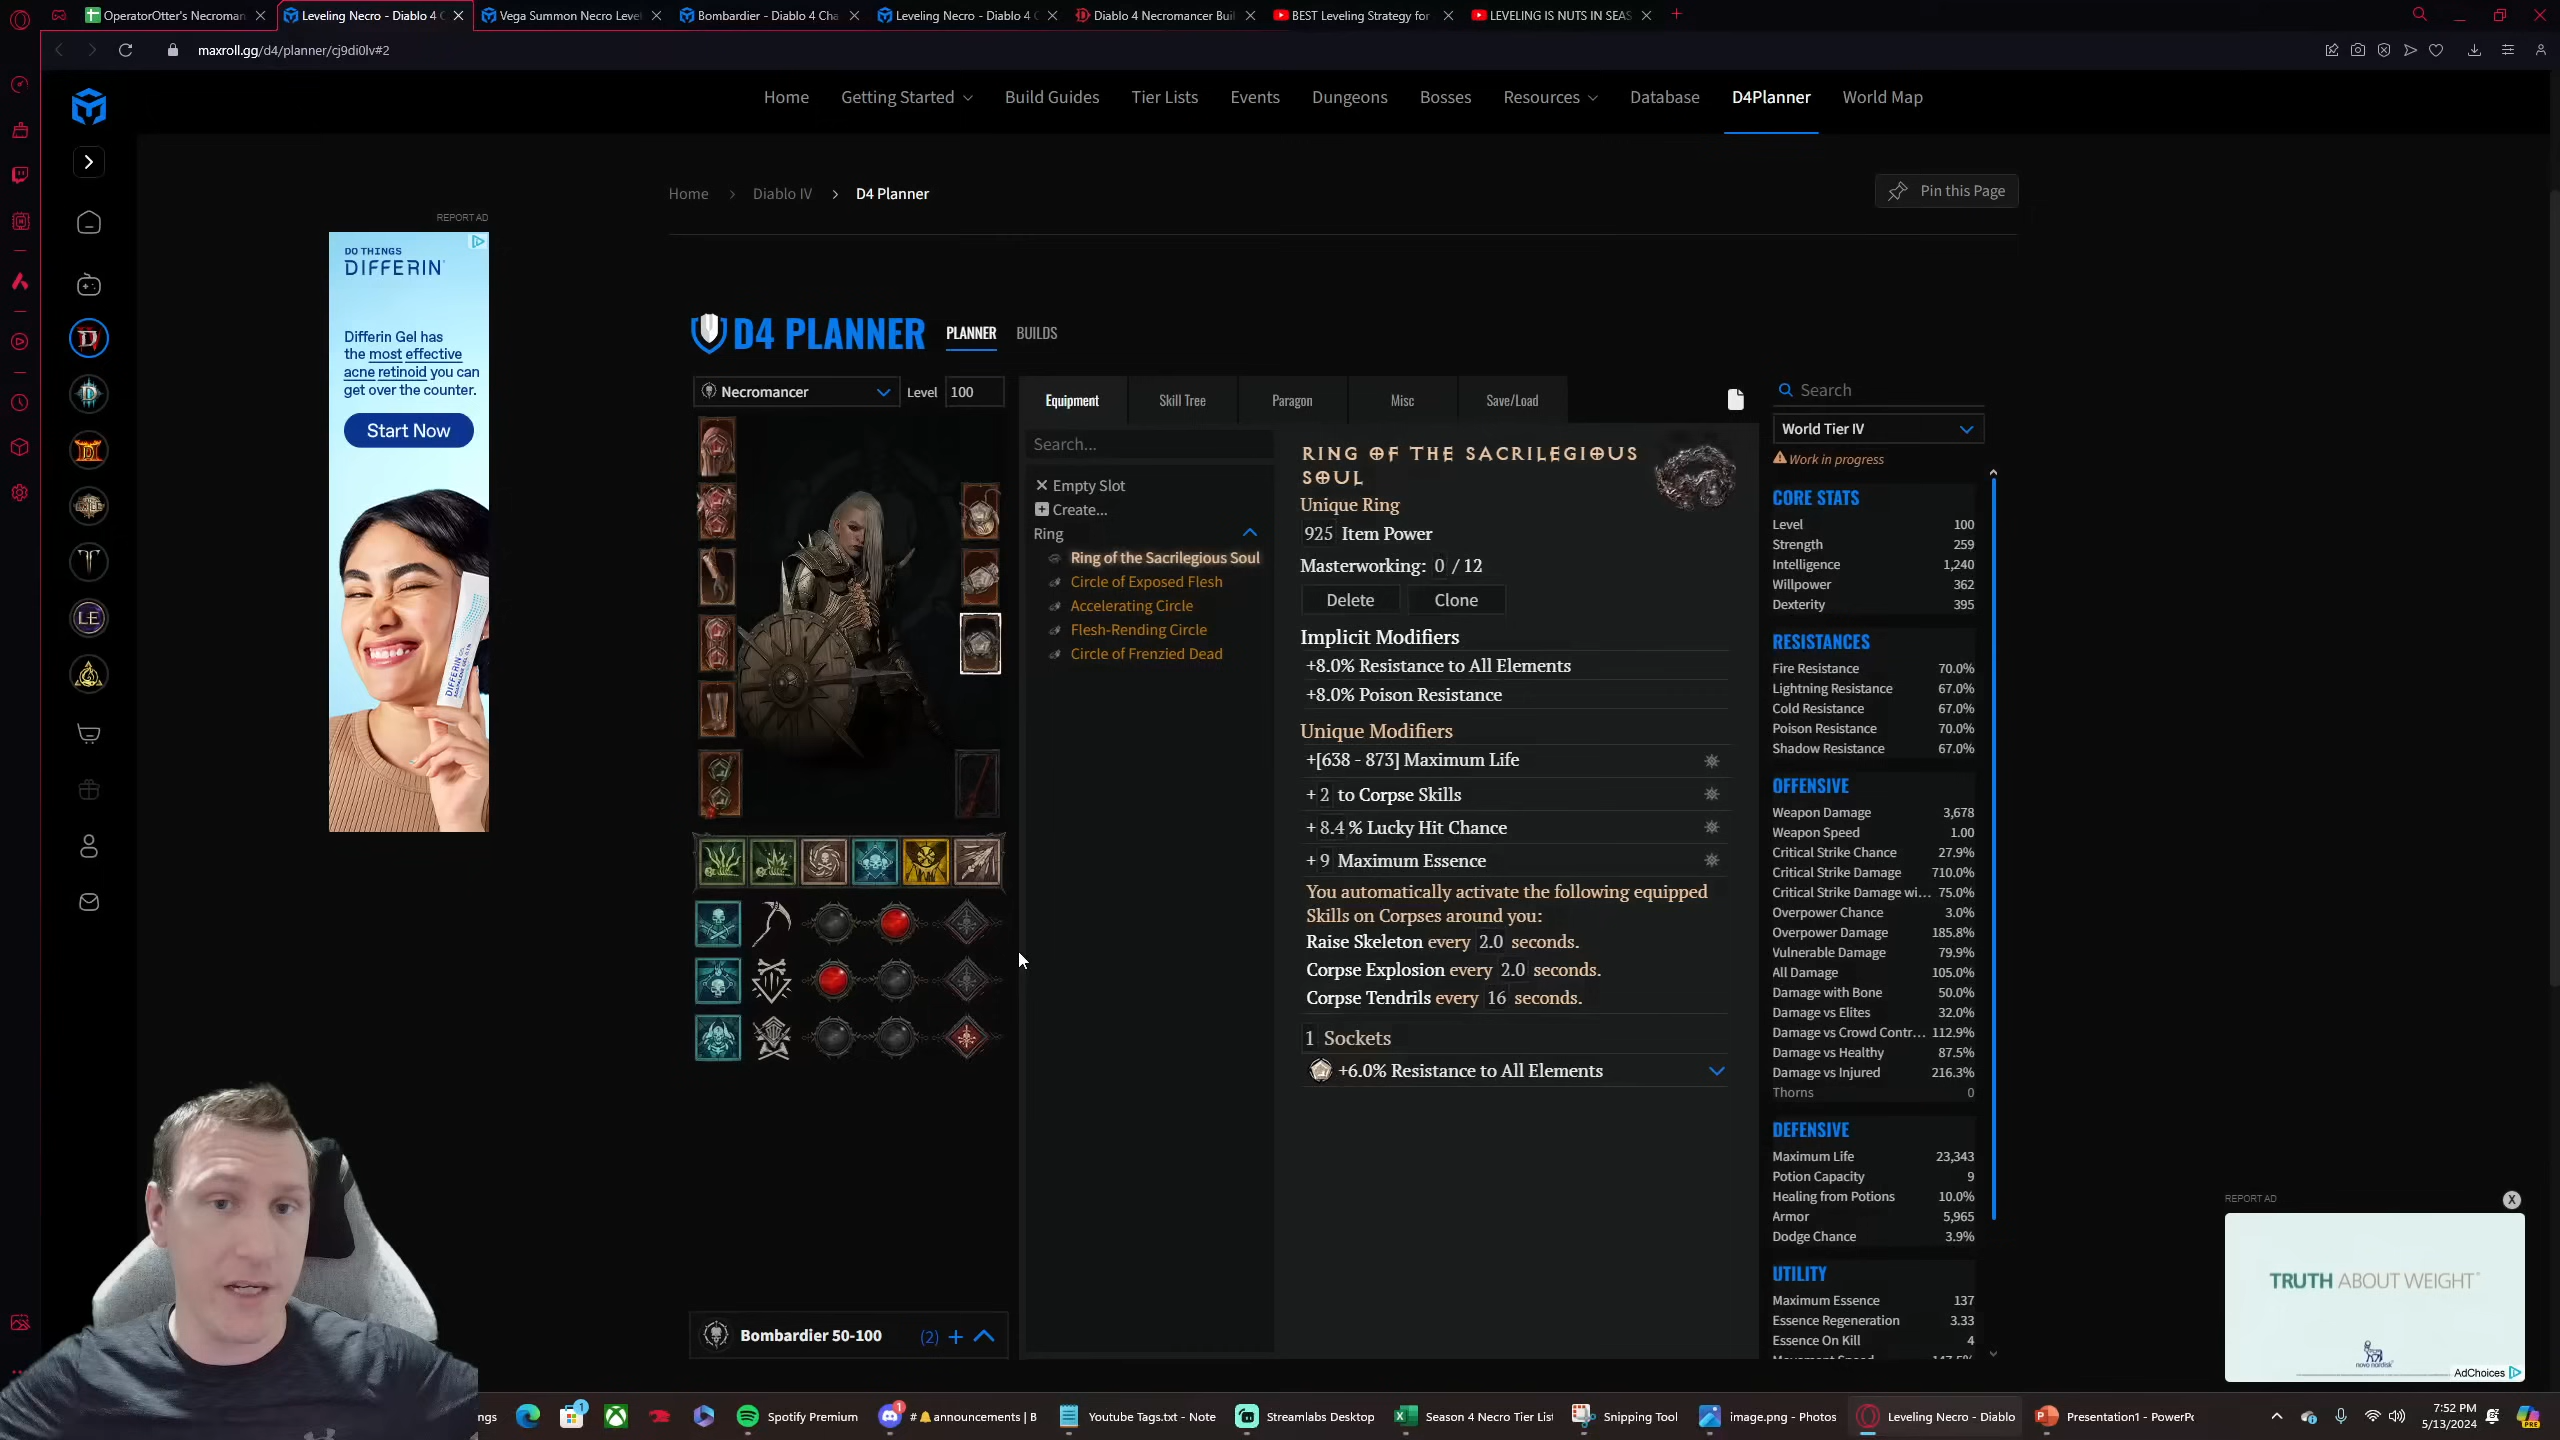 OperatorOtter's Necroman
Leveling Necro - Diablo 4 C
Vega Summon Necro Leve
Bombardier - Diablo 4 Cha
Leveling Necro - Diablo 4 C
Diablo 4 Necromancer Bui
BEST Leveling Strategy for
LEVELING IS NUTS IN SEAS
maxroll.gg/d4/planner/cj9di0lv#2
Home
Getting Started
Build Guides
Tier Lists
Events
Dungeons
Bosses
Resources
Database
D4Planner
World Map
Home > Diablo IV > D4 Planner
Pin this Page
REPORT AD
DO THINGS
DIFFERIN
Differin Gel has
the most effective
acne retinoid you can
get over the counter.
Start Now
D4 PLANNER
PLANNER
BUILDS
Necromancer
Level 100
Equipment
Skill Tree
Paragon
Misc
Save/Load
Search...
Empty Slot
Create...
Ring
Ring of the Sacrilegious Soul
Circle of Exposed Flesh
Accelerating Circle
Flesh-Rending Circle
Circle of Frenzied Dead
RING OF THE SACRILEGIOUS
SOUL
Unique Ring
925 Item Power
Masterworking: 0 / 12
Delete
Clone
Implicit Modifiers
+8.0% Resistance to All Elements
+8.0% Poison Resistance
Unique Modifiers
+[638 - 873] Maximum Life
+ 2 to Corpse Skills
+ 8.4 % Lucky Hit Chance
+ 9 Maximum Essence
You automatically activate the following equipped
Skills on Corpses around you:
Raise Skeleton every 2.0 seconds.
Corpse Explosion every 2.0 seconds.
Corpse Tendrils every 16 seconds.
1 Sockets
+6.0% Resistance to All Elements
Search
World Tier IV
Work in progress
CORE STATS
Level 100
Strength 259
Intelligence 1,240
Willpower 362
Dexterity 395
RESISTANCES
Fire Resistance 70.0%
Lightning Resistance 67.0%
Cold Resistance 67.0%
Poison Resistance 70.0%
Shadow Resistance 67.0%
OFFENSIVE
Weapon Damage 3,678
Weapon Speed 1.00
Critical Strike Chance 27.9%
Critical Strike Damage 710.0%
Critical Strike Damage wi... 75.0%
Overpower Chance 3.0%
Overpower Damage 185.8%
Vulnerable Damage 79.9%
All Damage 105.0%
Damage with Bone 50.0%
Damage vs Elites 32.0%
Damage vs Crowd Contr... 112.9%
Damage vs Healthy 87.5%
Damage vs Injured 216.3%
Thorns 0
DEFENSIVE
Maximum Life 23,343
Potion Capacity 9
Healing from Potions 10.0%
Armor 5,965
Dodge Chance 3.9%
UTILITY
Maximum Essence 137
Essence Regeneration 3.33
Essence On Kill 4
Bombardier 50-100 (2)
REPORT AD
TRUTH ABOUT WEIGHT
novo nordisk
AdChoices
ngs
Spotify Premium
# announcements | B
Youtube Tags.txt - Note
Streamlabs Desktop
Season 4 Necro Tier List
Snipping Tool
image.png - Photos
Leveling Necro - Diablo
Presentation1 - PowerPo
7:52 PM
5/13/2024